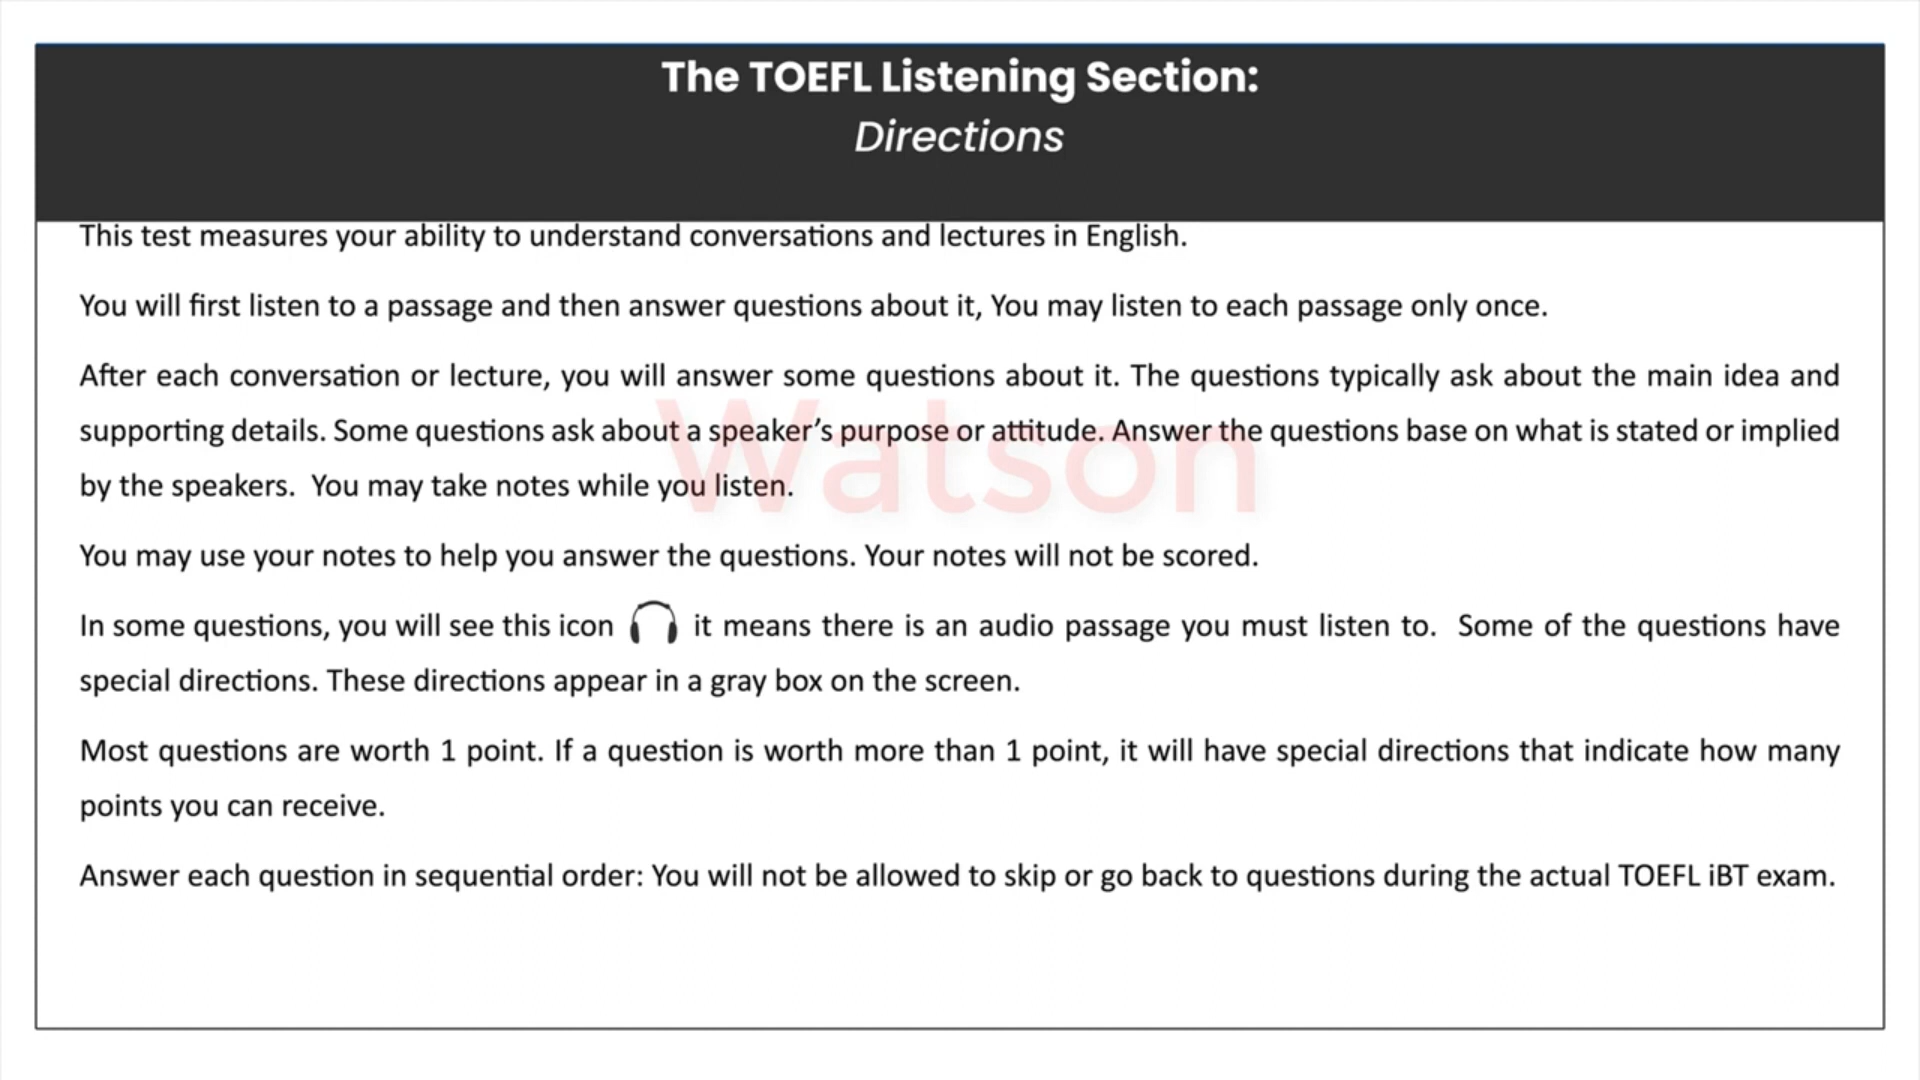 The TOEFL Listening Section:
Directions
This test measures your ability to understand conversations and lectures in English.
You will first listen to a passage and then answer questions about it, You may listen to each passage only once.
After each conversation or lecture, you will answer some questions about it. The questions typically ask about the main idea and
supporting details. Some questions ask about a speaker’s purpose or attitude. Answer the questions base on what is stated or implied
by the speakers.  You may take notes while you listen.
Watson
You may use your notes to help you answer the questions. Your notes will not be scored.
In some questions, you will see this icon it means there is an audio passage you must listen to.  Some of the questions have
special directions. These directions appear in a gray box on the screen.
Most questions are worth 1 point. If a question is worth more than 1 point, it will have special directions that indicate how many
points you can receive.
Answer each question in sequential order: You will not be allowed to skip or go back to questions during the actual TOEFL iBT exam.